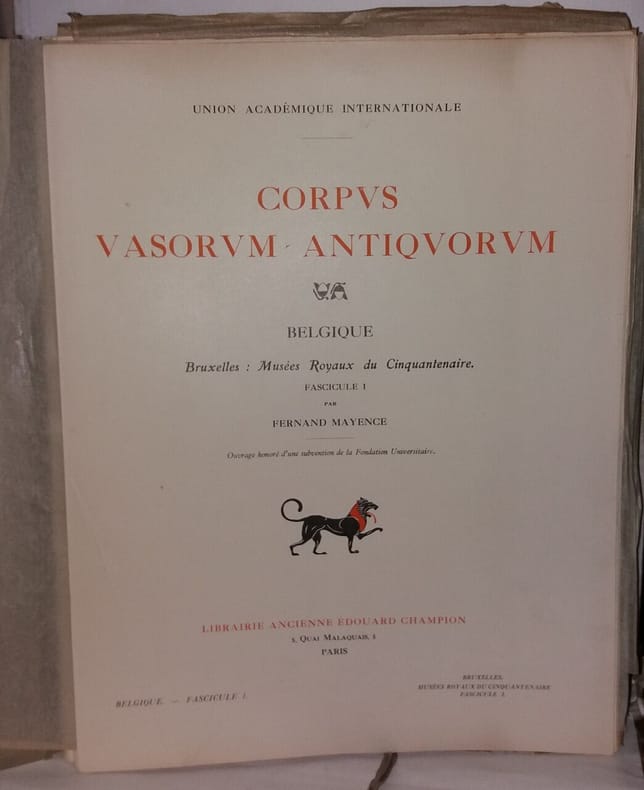 UNION ACADÉMIQUE INTERNATIONALE
CORPVS
VASORVM ANTIQVORVM
BELGIQUE
Bruxelles : Musées Royaux du Cinquantenaire.
FASCICULE 1
PAR
FERNAND MAYENCE
Ouvrage honoré d'une subvention de la Fondation Universitaire.
LIBRAIRIE ANCIENNE ÉDOUARD CHAMPION
5, QUAI MALAQUAIS, 5
PARIS
BELGIQUE. — FASCICULE 1.
BRUXELLES.
MUSÉES ROYAUX DU CINQUANTENAIRE
FASCICULE 1.